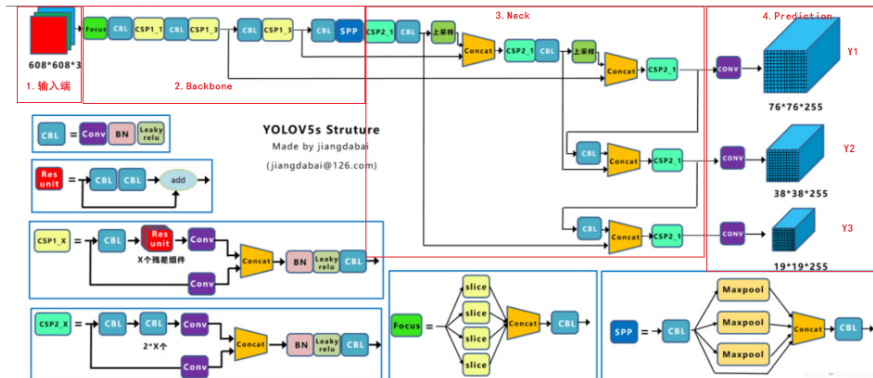 3. Neck
4. Prediction
Focus
CBL
CSP1_1
CBL
CSP1_3
CBL
CSP1_3
CBL
SPP
CSP2_1
CBL
上采样
Concat
CSP2_1
CBL
上采样
Concat
CSP2_1
CONV
Y1
608*608*3
1.输入端
2.Backbone
76*76*255
YOLOV5s Struture
Made by jiangdabai
(jiangdabai@126.com)
CBL
=
Conv
BN
Leaky
relu
CBL
Concat
CSP2_1
CONV
Y2
38*38*255
Res
unit
=
CBL
CBL
add
CBL
Concat
CSP2_1
CONV
Y3
19*19*255
CSP1_X
=
CBL
Res
unit
Conv
X个残差组件
Conv
Concat
BN
Leaky
relu
CBL
CSP2_X
=
CBL
CBL
Conv
2*X个
Conv
Concat
BN
Leaky
relu
CBL
Focus
=
slice
slice
slice
slice
Concat
CBL
SPP
=
CBL
Maxpool
Maxpool
Maxpool
Concat
CBL